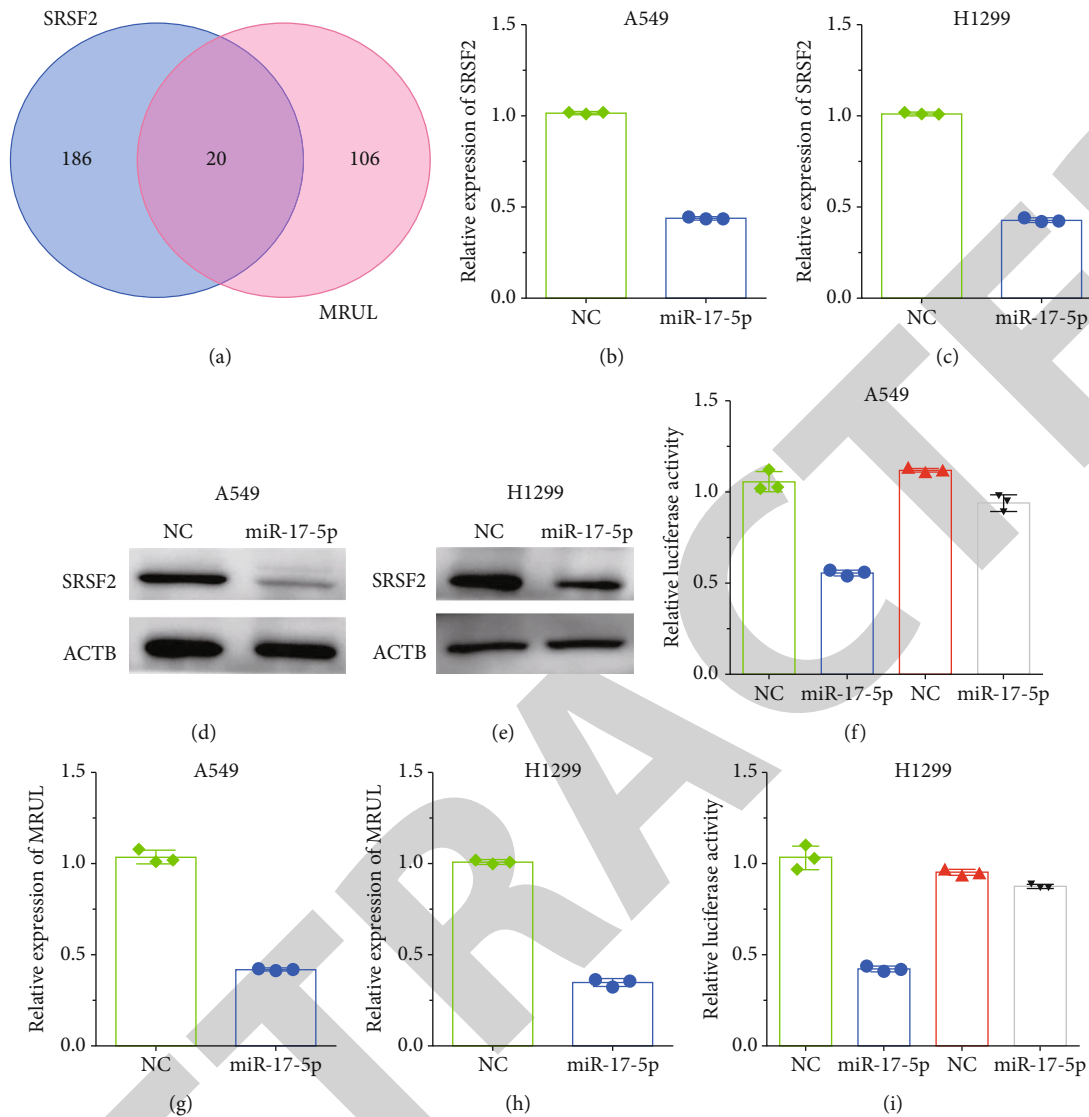 SRSF2
186
20
106
MRUL
(a)
A549
Relative expression of SRSF2
1.5
1.0
0.5
0.0
NC
miR-17-5p
(b)
H1299
Relative expression of SRSF2
1.5
1.0
0.5
0.0
NC
miR-17-5p
(c)
A549
NC
miR-17-5p
SRSF2
ACTB
(d)
H1299
NC
miR-17-5p
SRSF2
ACTB
(e)
A549
Relative luciferase activity
1.5
1.0
0.5
0.0
NC
miR-17-5p
NC
miR-17-5p
(f)
A549
Relative expression of MRUL
1.5
1.0
0.5
0.0
NC
miR-17-5p
(g)
H1299
Relative expression of MRUL
1.5
1.0
0.5
0.0
NC
miR-17-5p
(h)
H1299
Relative luciferase activity
1.5
1.0
0.5
0.0
NC
miR-17-5p
NC
miR-17-5p
(i)